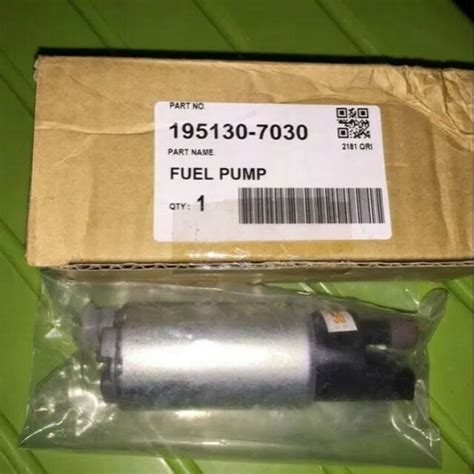 PART NO.
195130-7030
PART NAME.
FUEL PUMP
2181 ORI
QTY : 1